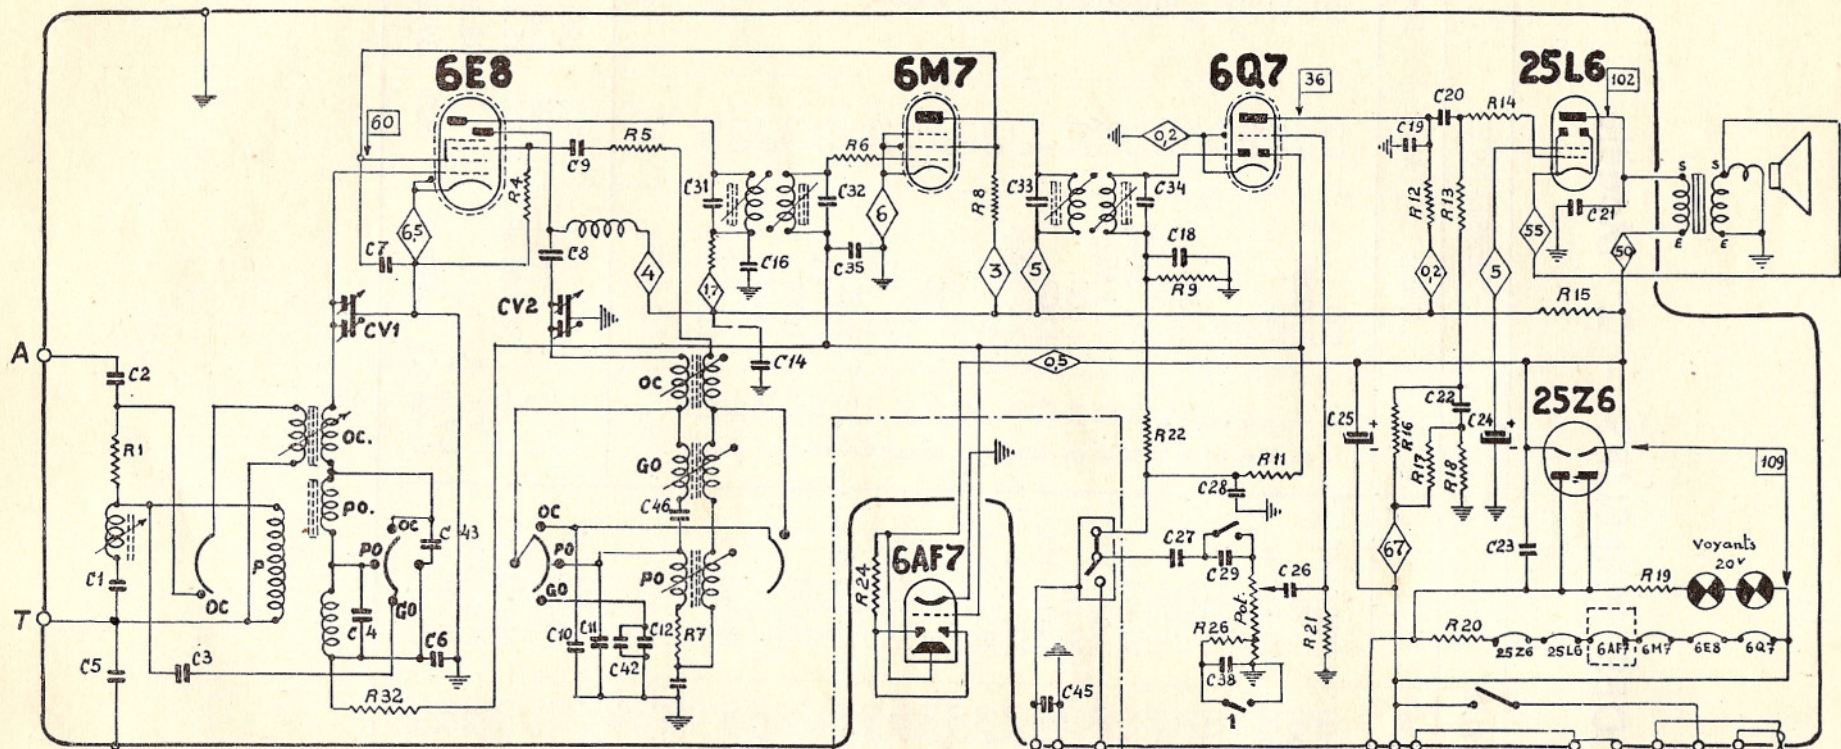 6E8
6M7
6Q7
25L6
60
36
102
C9
R5
R4
R6
C31
C32
R8
C33
C34
0,2
C19
C20
R14
R12
R13
C21
S
S
E
E
6,5
6
C7
C8
4
1,7
C16
C35
3
5
C18
R9
0,2
5
55
50
R15
CV1
CV2
C14
0,5
A
C2
R1
OC.
PO.
OC
GO
C46
PO
C1
OC
P
OC
PO
GO
C43
C4
C6
C3
C5
T
R32
OC
PO
GO
C10
C11
C12
C42
R7
6AF7
R24
R22
R11
C28
C27
C29
Pot.
C26
R26
C38
1
R21
C45
C25
+
-
R16
R17
R18
C22
C24
+
-
67
25Z6
109
C23
Voyants
20v
R19
R20
25Z6
25L6
6AF7
6M7
6E8
6Q7